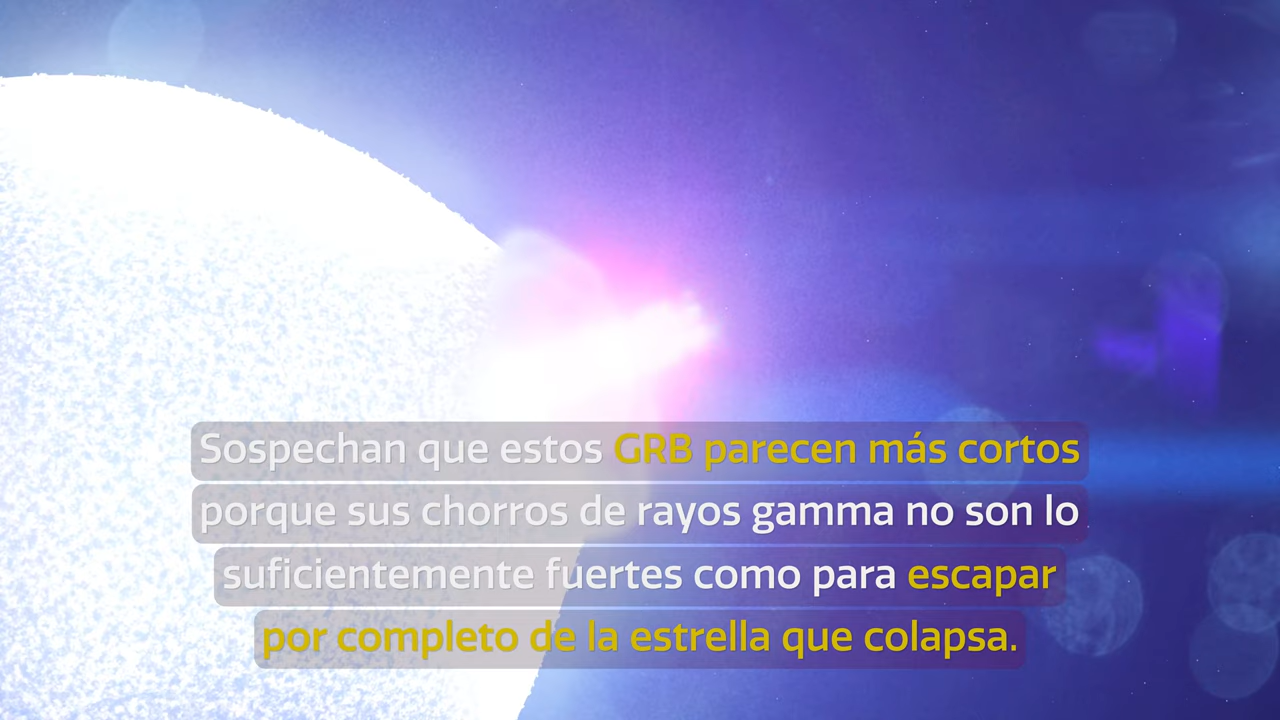 Sospechan que estos GRB parecen más cortos
porque sus chorros de rayos gamma no son lo
suficientemente fuertes como para escapar
por completo de la estrella que colapsa.